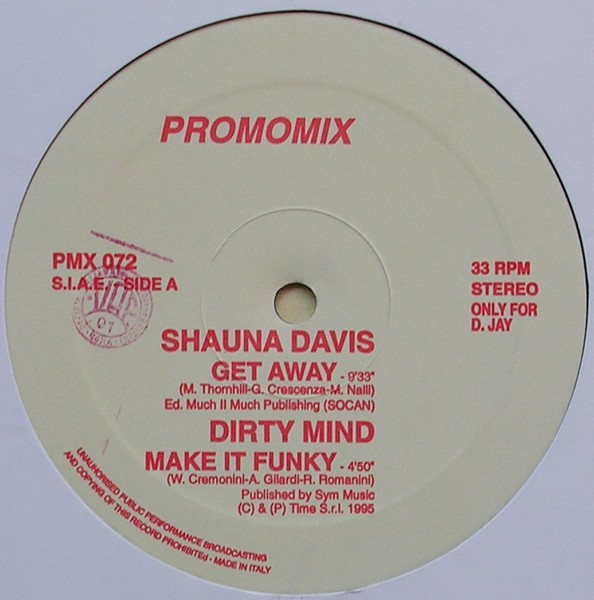 PROMOMIX
PMX 072
S.I.A.E. SIDE A
33 RPM
STEREO
ONLY FOR
D. JAY
SHAUNA DAVIS
GET AWAY - 9'33"
(M. Thornhill-G. Crescenza-M. Nalli)
Ed. Much II Much Publishing (SOCAN)
DIRTY MIND
MAKE IT FUNKY - 4'50"
(W. Cremonini-A. Gilardi-R. Romanini)
Published by Sym Music
(C) & (P) Time S.r.l. 1995
UNAUTHORISED PUBLIC PERFORMANCE BROADCASTING
AND COPYING OF THIS RECORD PROHIBITEd - MADE IN ITALY